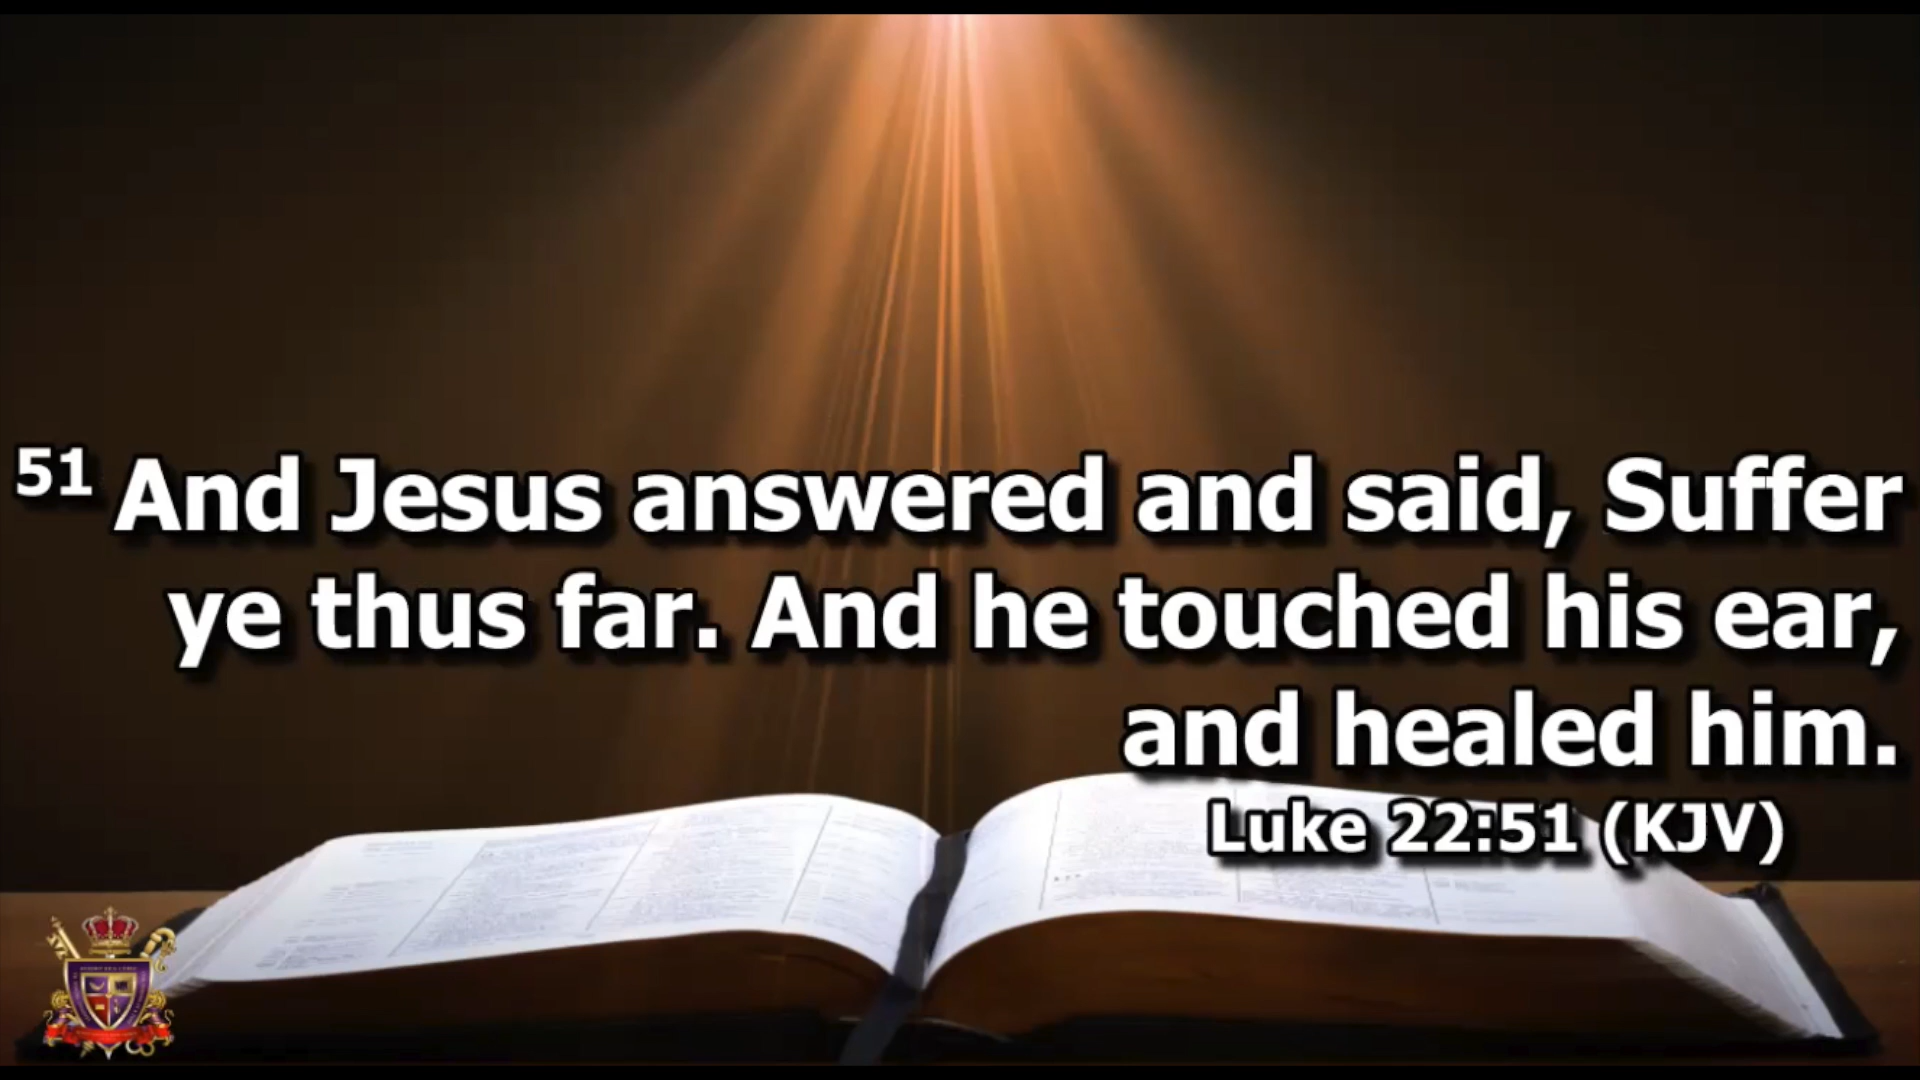 51 And Jesus answered and said, Suffer
ye thus far. And he touched his ear,
and healed him.
Luke 22:51 (KJV)